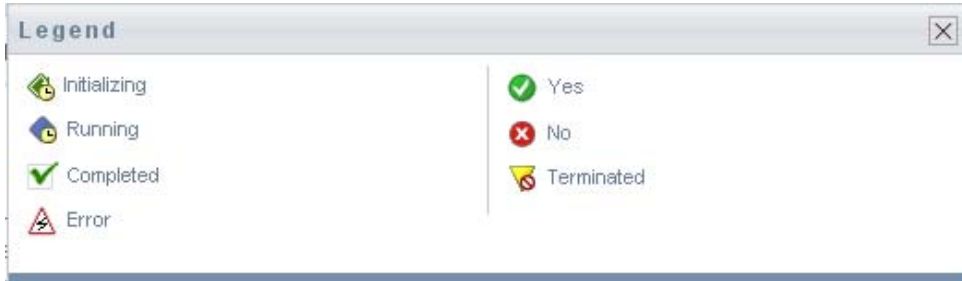 Legend
Initializing
Running
Completed
Error
Yes
No
Terminated